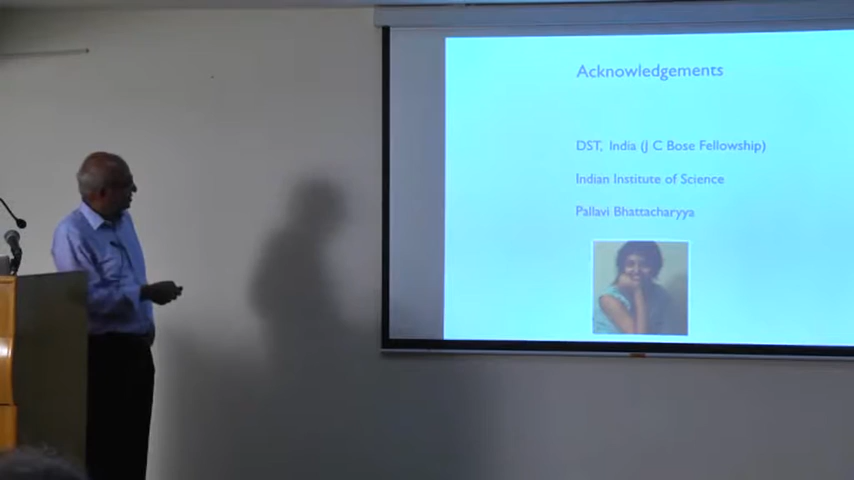 Acknowledgements
DST, India (J C Bose Fellowship)
Indian Institute of Science
Pallavi Bhattacharyya